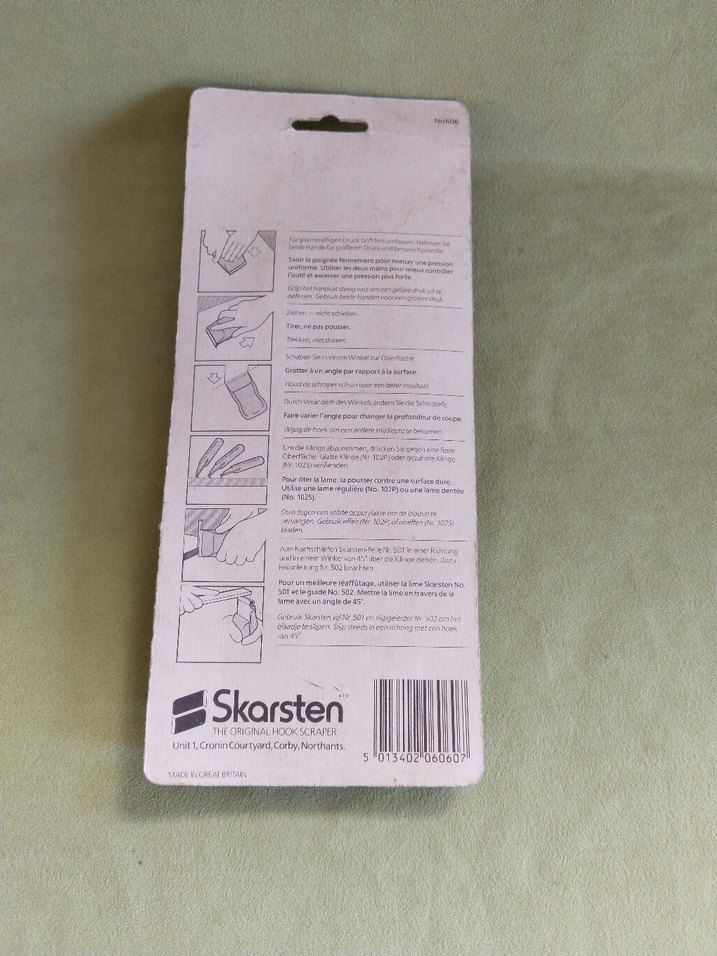 No 606
Für gleichmäßigen Druck Griff fest umfassen. Nehmen Sie
beide Hände für größeren Druck und bessere Kontrolle.
Saisir la poignée fermement pour exercer une pression
uniforme. Utiliser les deux mains pour mieux contrôler
l'outil et excercer une pression plus forte.
Grijp het handvat stevig vast om een gelijke druk uit te
oefenen. Gebruik beide handen voor een grotere druk.
Ziehen — nicht schieben.
Tirer, ne pas pousser.
Trekken, niet duwen.
Schaben Sie in einem Winkel zur Oberfläche.
Gratter à un angle par rapport à la surface.
Houd de schraper schuin voor een beter resultaat.
Durch Verändern des Winkels ändern Sie die Schnittiefe.
Faire varier l'angle pour changer la profondeur de coupe.
Wijzig de hoek om een andere snijdiepte te bekomen.
Um die Klinge abzunehmen, drücken Sie gegen eine feste
Oberfläche. Glatte Klinge (Nr. 102P) oder gezahnte Klinge
(Nr. 102S) verwenden.
Pour ôter la lame, la pousser contre une surface dure.
Utilise une lame régulière (No. 102P) ou une lame dentée
(No. 102S).
Duw tegen een solide oppervlakte om de bladen te
vervangen. Gebruik effen (Nr. 102P) of oneffen (Nr. 102S)
bladen.
Zum Nachschärfen Skarsten-Feile Nr. 501 in einer Richtung
und in einem Winkel von 45° über die Klinge ziehen. Dazu
Feilanleitung Nr. 502 beachten.
Pour un meilleure réaffûtage, utiliser la lime Skarsten No.
501 et le guide No. 502. Mettre la lime en travers de la
lame avec un angle de 45°.
Gebruik Skarsten vijl Nr. 501 en slijpgeleider Nr. 502 om het
blaadje te slijpen. Slijp steeds in een richting met een hoek
van 45°.
Skarsten TM
THE ORIGINAL HOOK SCRAPER
Unit 1, Cronin Courtyard, Corby, Northants.
5 013402 060607
MADE IN GREAT BRITAIN